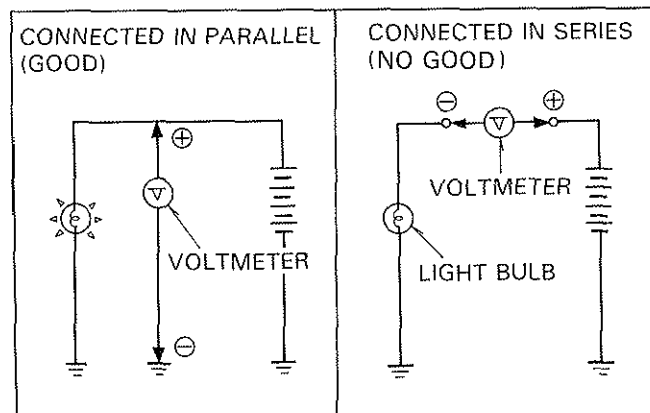 CONNECTED IN PARALLEL
(GOOD)
⊕
V
VOLTMETER
⊖
CONNECTED IN SERIES
(NO GOOD)
⊖ ⊕
V
VOLTMETER
LIGHT BULB